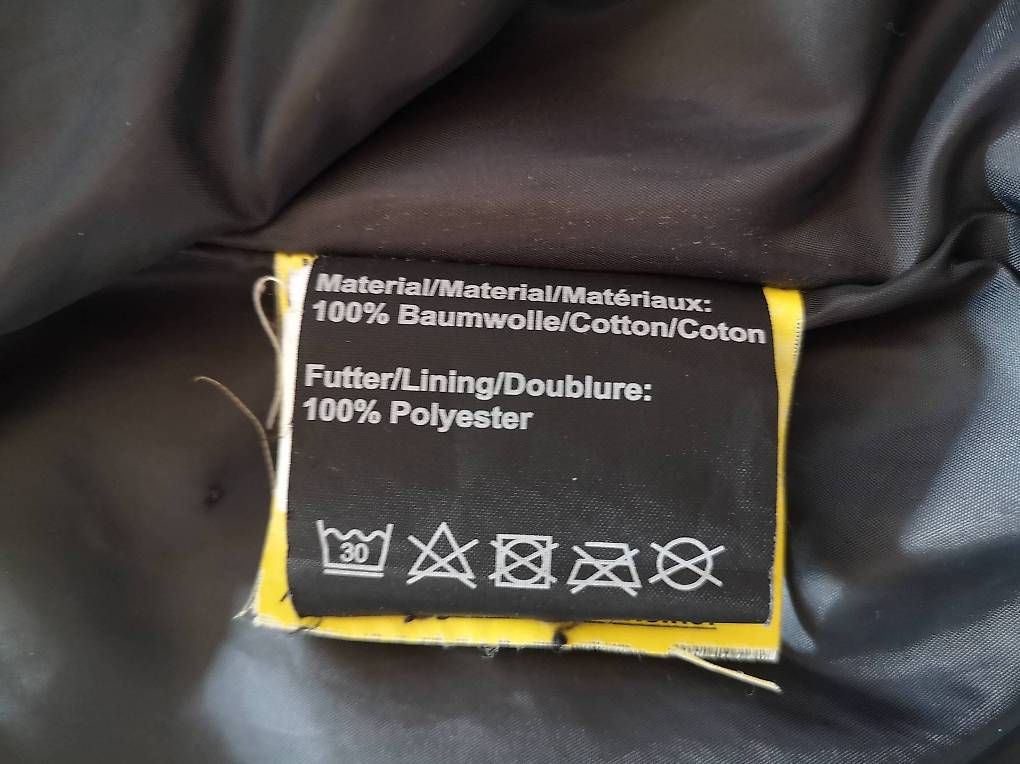 Material/Material/Matériaux:
100% Baumwolle/Cotton/Coton
Futter/Lining/Doublure:
100% Polyester
30